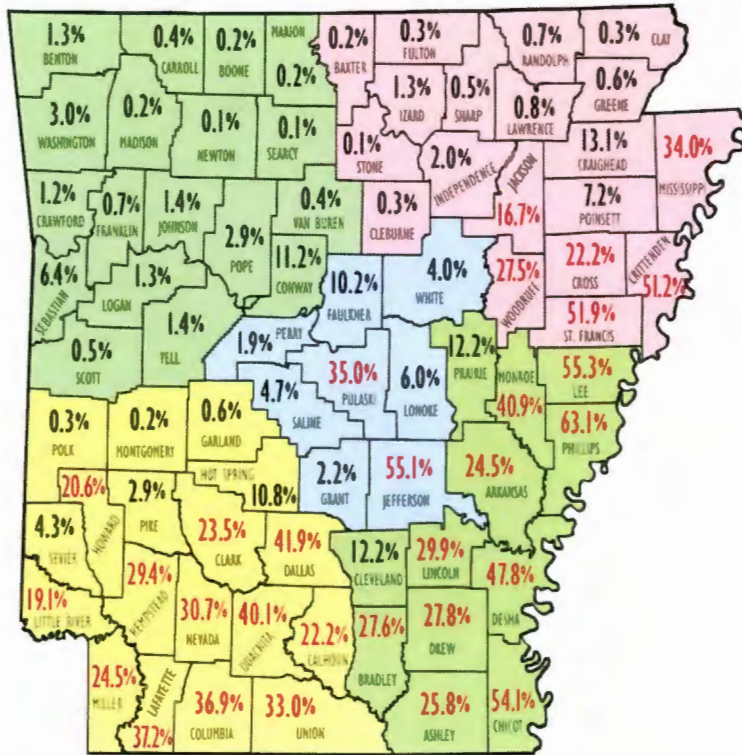 1.3%
BENTON
0.4%
CARROLL
0.2%
BOONE
MARION
0.2%
0.2%
BAXTER
0.3%
FULTON
0.7%
RANDOLPH
0.3%
CLAY
3.0%
WASHINGTON
0.2%
MADISON
0.1%
NEWTON
0.1%
SEARCY
1.3%
IZARD
0.5%
SHARP
0.8%
LAWRENCE
0.6%
GREENE
0.1%
STONE
2.0%
INDEPENDENCE
JACKSON
16.7%
13.1%
CRAIGHEAD
34.0%
MISSISSIPPI
1.2%
CRAWFORD
0.7%
FRANKLIN
1.4%
JOHNSON
2.9%
POPE
0.4%
VAN BUREN
0.3%
CLEBURNE
7.2%
POINSETT
6.4%
SEBASTIAN
1.3%
LOGAN
11.2%
CONWAY
10.2%
FAULKNER
4.0%
WHITE
27.5%
WOODRUFF
22.2%
CROSS
CRITTENDEN
51.2%
51.9%
ST. FRANCIS
0.5%
SCOTT
1.4%
YELL
1.9%
PERRY
35.0%
PULASKI
6.0%
LONOKE
12.2%
PRAIRIE
MONROE
40.9%
55.3%
LEE
4.7%
SALINE
63.1%
PHILLIPS
0.3%
POLK
0.2%
MONTGOMERY
0.6%
GARLAND
HOT SPRING
10.8%
2.2%
GRANT
55.1%
JEFFERSON
24.5%
ARKANSAS
20.6%
HOWARD
2.9%
PIKE
4.3%
SEVIER
23.5%
CLARK
41.9%
DALLAS
12.2%
CLEVELAND
29.9%
LINCOLN
47.8%
DESHA
19.1%
LITTLE RIVER
29.4%
HEMPSTEAD
30.7%
NEVADA
40.1%
OUACHITA
22.2%
CALHOUN
27.6%
BRADLEY
27.8%
DREW
24.5%
MILLER
LAFAYETTE
37.2%
36.9%
COLUMBIA
33.0%
UNION
25.8%
ASHLEY
54.1%
CHICOT